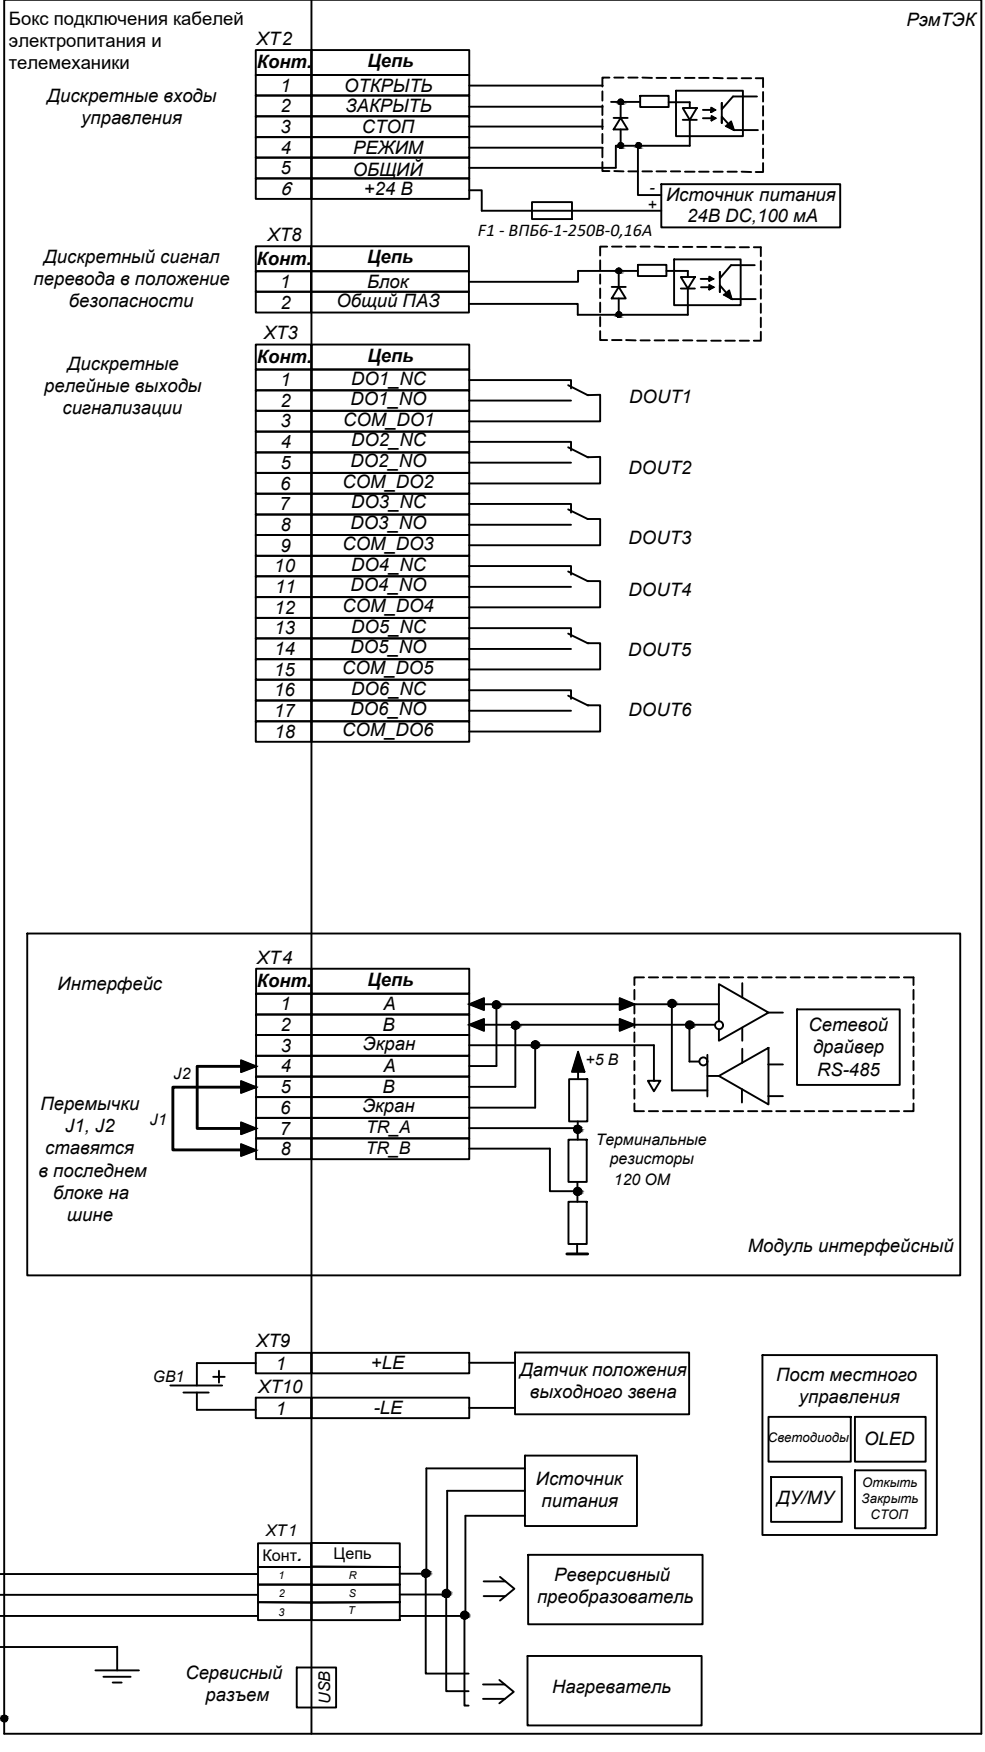 Бокс подключения кабелей
электропитания и
телемеханики
РэмТЭК
Дискретные входы
управления
XT2
Конт. Цепь
1 ОТКРЫТЬ
2 ЗАКРЫТЬ
3 СТОП
4 РЕЖИМ
5 ОБЩИЙ
6 +24 В
-
+
Источник питания
24В DC,100 мА
F1 - ВПБ6-1-250В-0,16А
Дискретный сигнал
перевода в положение
безопасности
XT8
Конт. Цепь
1 Блок
2 Общий ПАЗ
Дискретные
релейные выходы
сигнализации
XT3
Конт. Цепь
1 DO1_NC
2 DO1_NO
3 COM_DO1
4 DO2_NC
5 DO2_NO
6 COM_DO2
7 DO3_NC
8 DO3_NO
9 COM_DO3
10 DO4_NC
11 DO4_NO
12 COM_DO4
13 DO5_NC
14 DO5_NO
15 COM_DO5
16 DO6_NC
17 DO6_NO
18 COM_DO6
DOUT1
DOUT2
DOUT3
DOUT4
DOUT5
DOUT6
Интерфейс
XT4
Конт. Цепь
1 A
2 B
3 Экран
4 A
5 B
6 Экран
7 TR_A
8 TR_B
J2
J1
Перемычки
J1, J2
ставятся
в последнем
блоке на
шине
+5 В
Терминальные
резисторы
120 ОМ
Сетевой
драйвер
RS-485
Модуль интерфейсный
XT9
1 +LE
GB1 +
XT10
1 -LE
Датчик положения
выходного звена
Пост местного
управления
Светодиоды
OLED
ДУ/МУ
Откыть
Закрыть
СТОП
Источник
питания
XT1
Конт. Цепь
1 R
2 S
3 T
Реверсивный
преобразователь
Сервисный
разъем
USB
Нагреватель